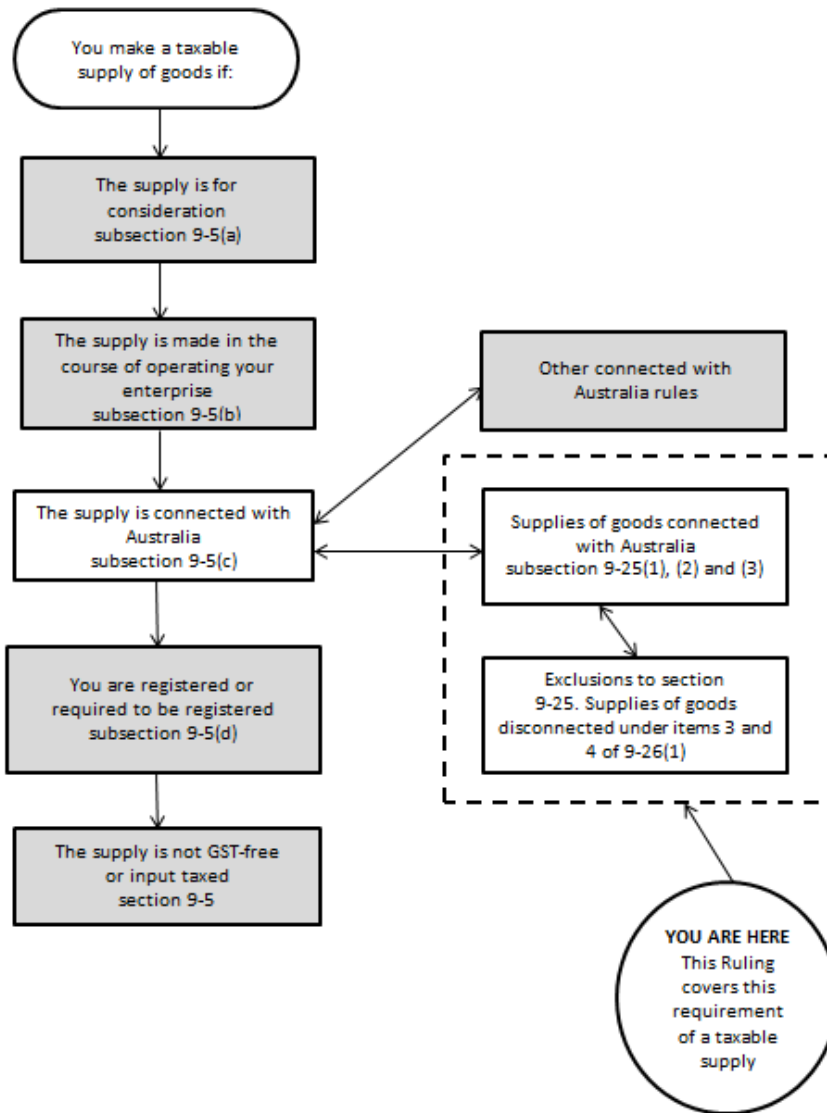 You make a taxable
supply of goods if:
The supply is for
consideration
subsection 9-5(a)
The supply is made in the
course of operating your
enterprise
subsection 9-5(b)
Other connected with
Australia rules
The supply is connected with
Australia
subsection 9-5(c)
Supplies of goods connected
with Australia
subsection 9-25(1), (2) and (3)
You are registered or
required to be registered
subsection 9-5(d)
Exclusions to section
9-25. Supplies of goods
disconnected under items 3 and
4 of 9-26(1)
The supply is not GST-free
or input taxed
section 9-5
YOU ARE HERE
This Ruling
covers this
requirement
of a taxable
supply